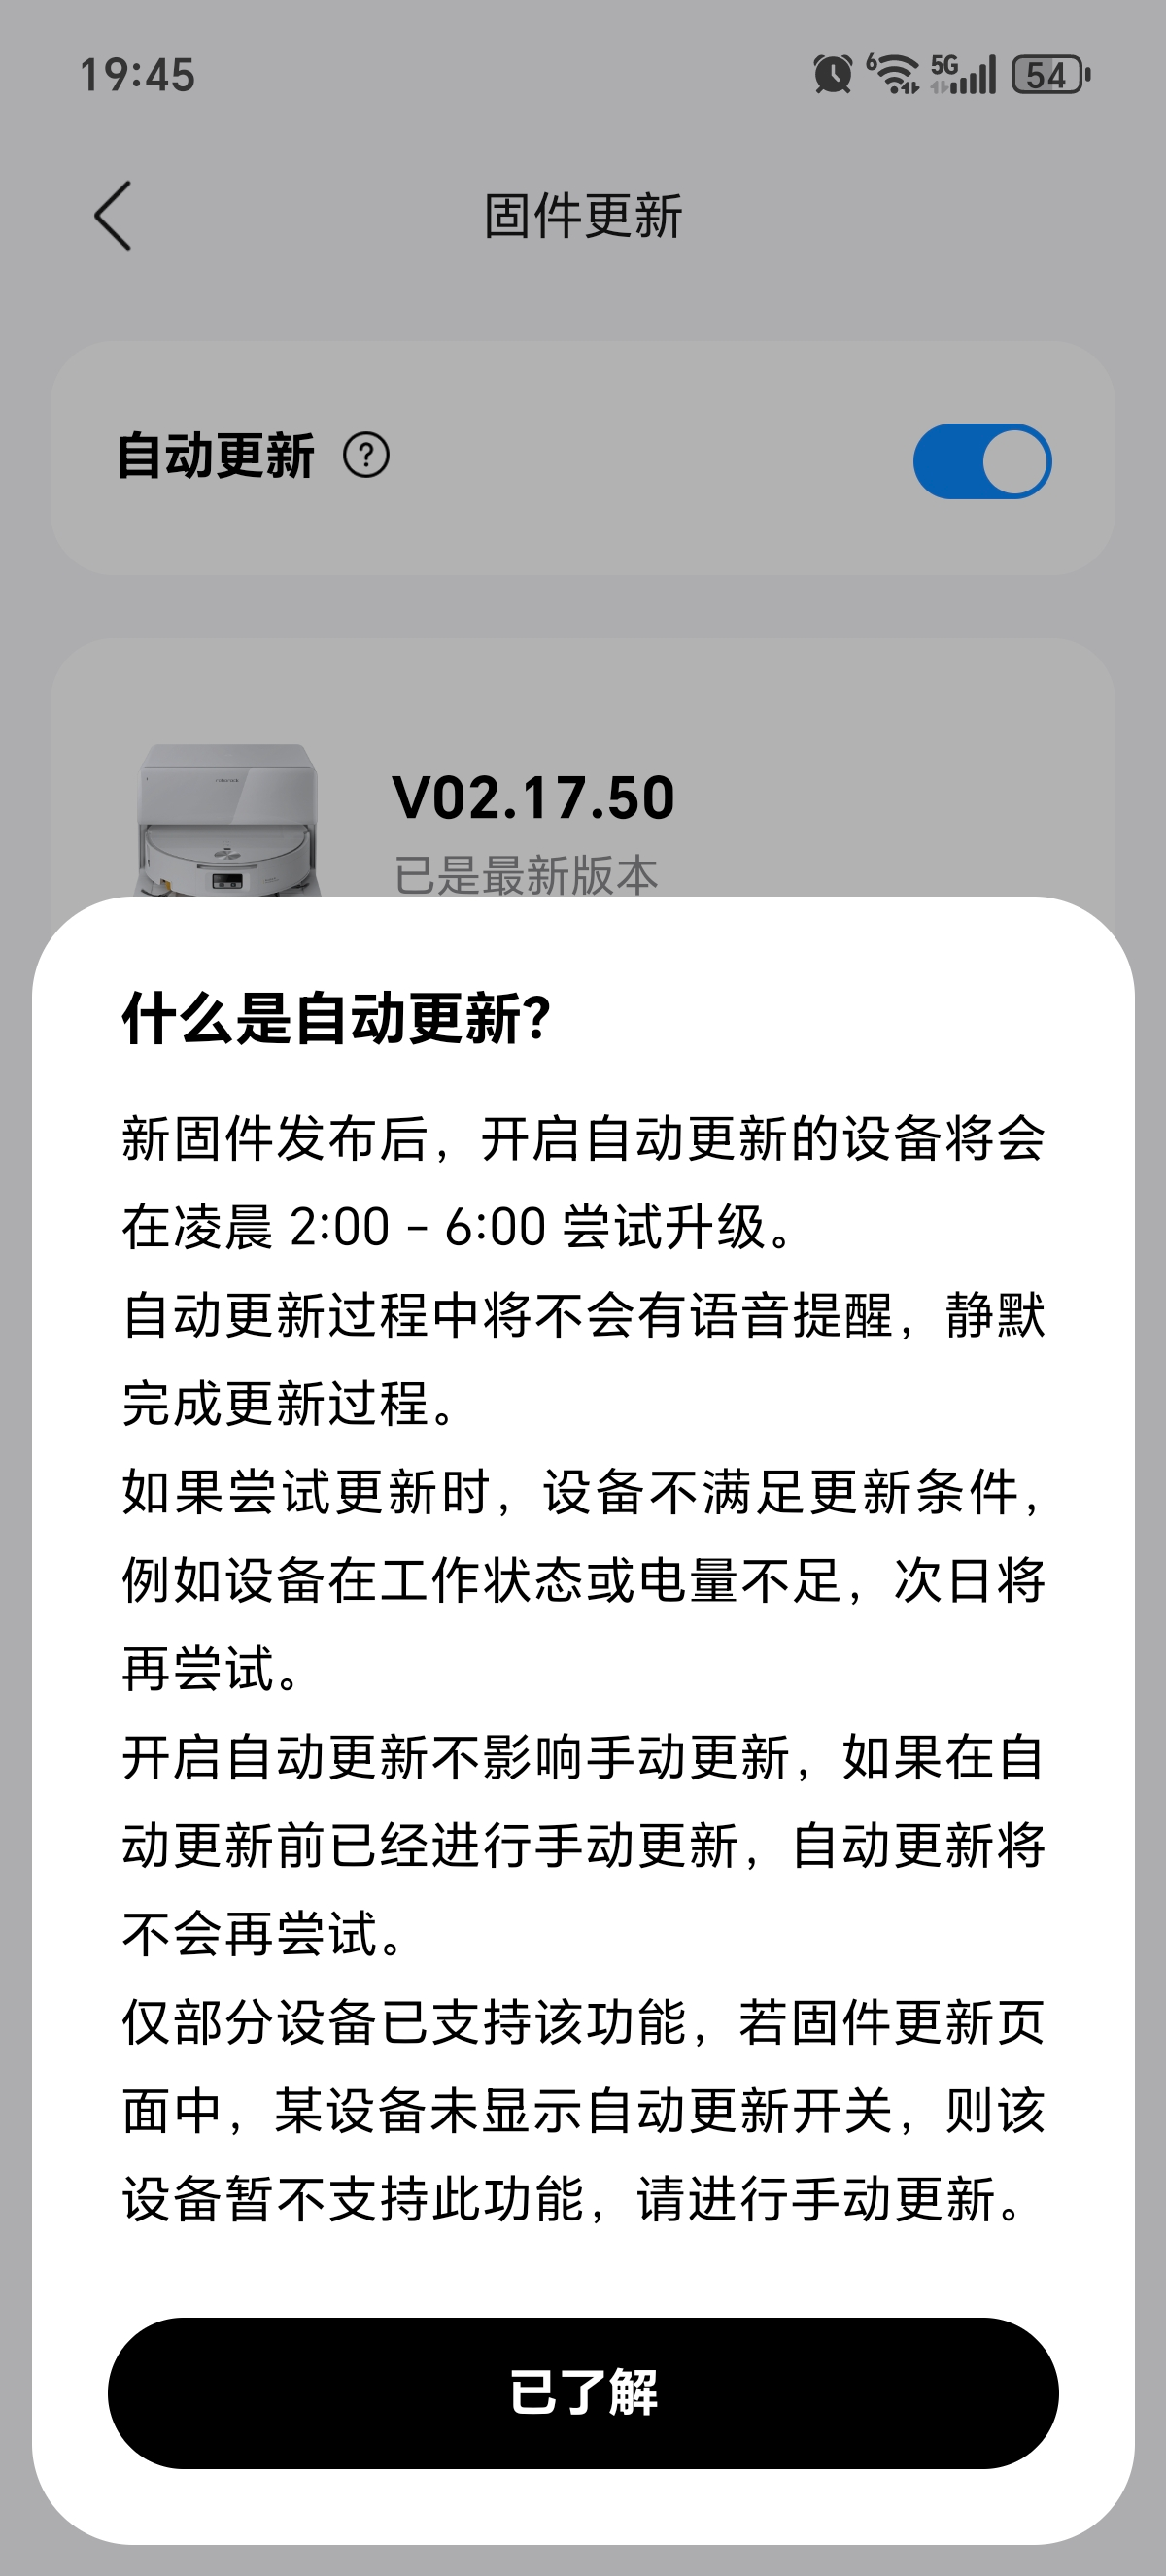 19:45
6 5G 54
固件更新
自动更新 ?
V02.17.50
已是最新版本
什么是自动更新?
新固件发布后，开启自动更新的设备将会
在凌晨 2:00 - 6:00 尝试升级。
自动更新过程中将不会有语音提醒，静默
完成更新过程。
如果尝试更新时，设备不满足更新条件，
例如设备在工作状态或电量不足，次日将
再尝试。
开启自动更新不影响手动更新，如果在自
动更新前已经进行手动更新，自动更新将
不会再尝试。
仅部分设备已支持该功能，若固件更新页
面中，某设备未显示自动更新开关，则该
设备暂不支持此功能，请进行手动更新。
已了解